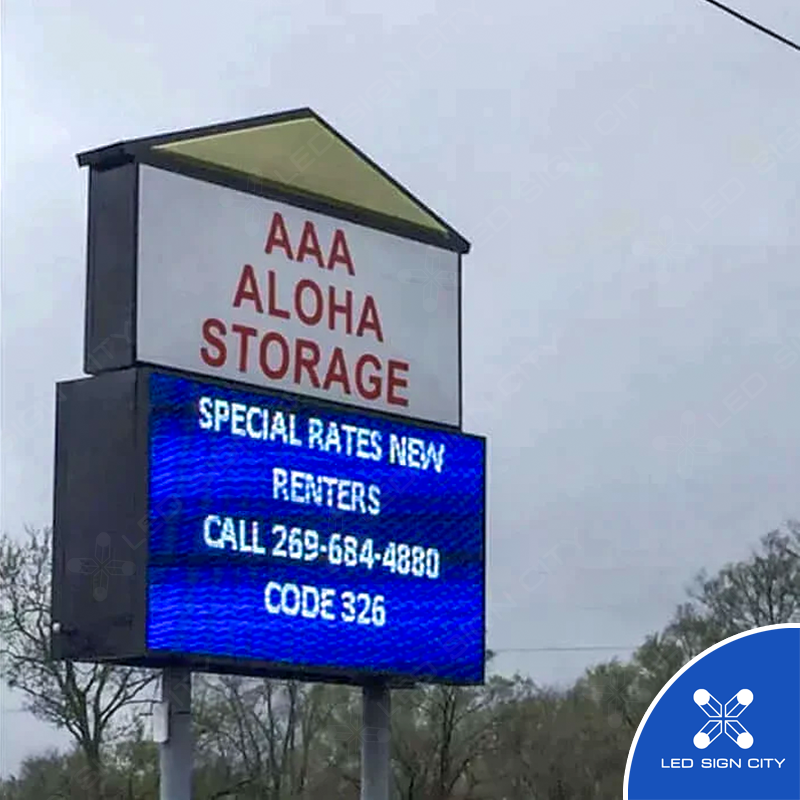 AAA
ALOHA
STORAGE
SPECIAL RATES NEW
RENTERS
CALL 269-684-4880
CODE 326
LED SIGN CITY